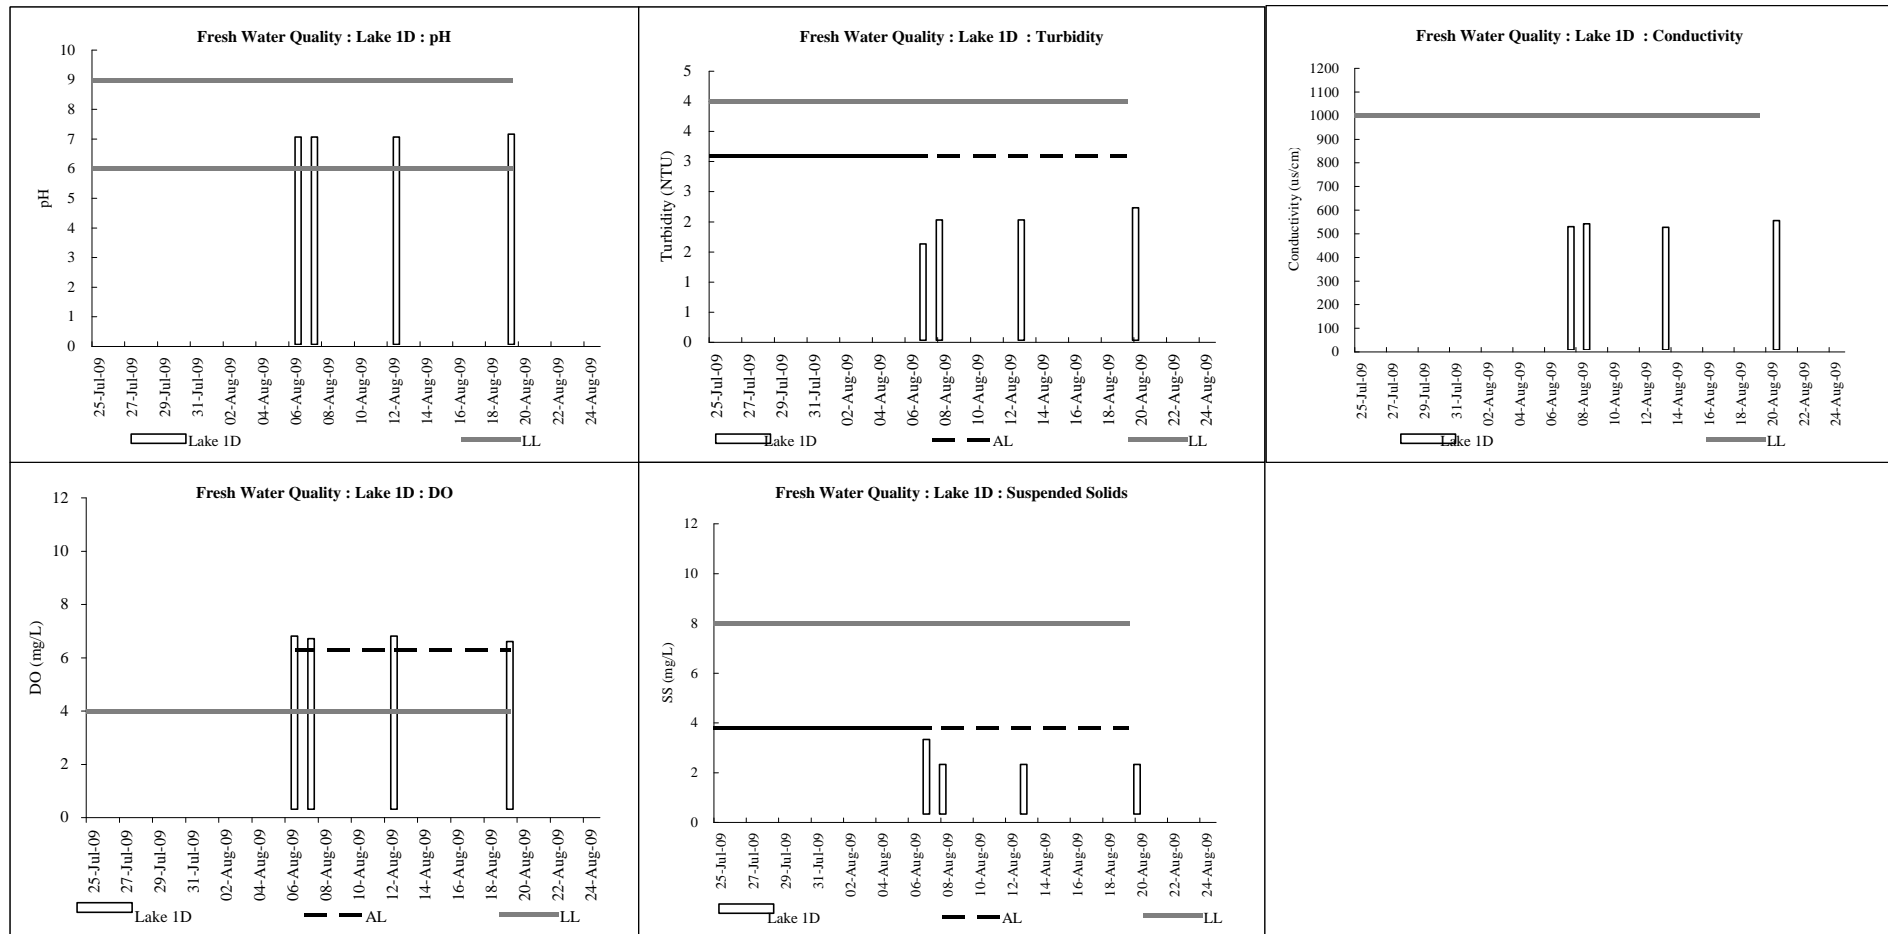 Fresh Water Quality : Lake 1D : pH
10
9
8
7
6
5
4
3
2
1
0
pH
25-Jul-09
27-Jul-09
29-Jul-09
31-Jul-09
02-Aug-09
04-Aug-09
06-Aug-09
08-Aug-09
10-Aug-09
12-Aug-09
14-Aug-09
16-Aug-09
18-Aug-09
20-Aug-09
22-Aug-09
24-Aug-09
Lake 1D LL
Fresh Water Quality : Lake 1D : Turbidity
5
4
4
3
3
2
2
1
1
0
Turbidity (NTU)
25-Jul-09
27-Jul-09
29-Jul-09
31-Jul-09
02-Aug-09
04-Aug-09
06-Aug-09
08-Aug-09
10-Aug-09
12-Aug-09
14-Aug-09
16-Aug-09
18-Aug-09
20-Aug-09
22-Aug-09
24-Aug-09
Lake 1D AL LL
Fresh Water Quality : Lake 1D : Conductivity
1200
1100
1000
900
800
700
600
500
400
300
200
100
0
Conductivity (us/cm)
25-Jul-09
27-Jul-09
29-Jul-09
31-Jul-09
02-Aug-09
04-Aug-09
06-Aug-09
08-Aug-09
10-Aug-09
12-Aug-09
14-Aug-09
16-Aug-09
18-Aug-09
20-Aug-09
22-Aug-09
24-Aug-09
Lake 1D LL
Fresh Water Quality : Lake 1D : DO
12
10
8
6
4
2
0
DO (mg/L)
25-Jul-09
27-Jul-09
29-Jul-09
31-Jul-09
02-Aug-09
04-Aug-09
06-Aug-09
08-Aug-09
10-Aug-09
12-Aug-09
14-Aug-09
16-Aug-09
18-Aug-09
20-Aug-09
22-Aug-09
24-Aug-09
Lake 1D AL LL
Fresh Water Quality : Lake 1D : Suspended Solids
12
10
8
6
4
2
0
SS (mg/L)
25-Jul-09
27-Jul-09
29-Jul-09
31-Jul-09
02-Aug-09
04-Aug-09
06-Aug-09
08-Aug-09
10-Aug-09
12-Aug-09
14-Aug-09
16-Aug-09
18-Aug-09
20-Aug-09
22-Aug-09
24-Aug-09
Lake 1D AL LL